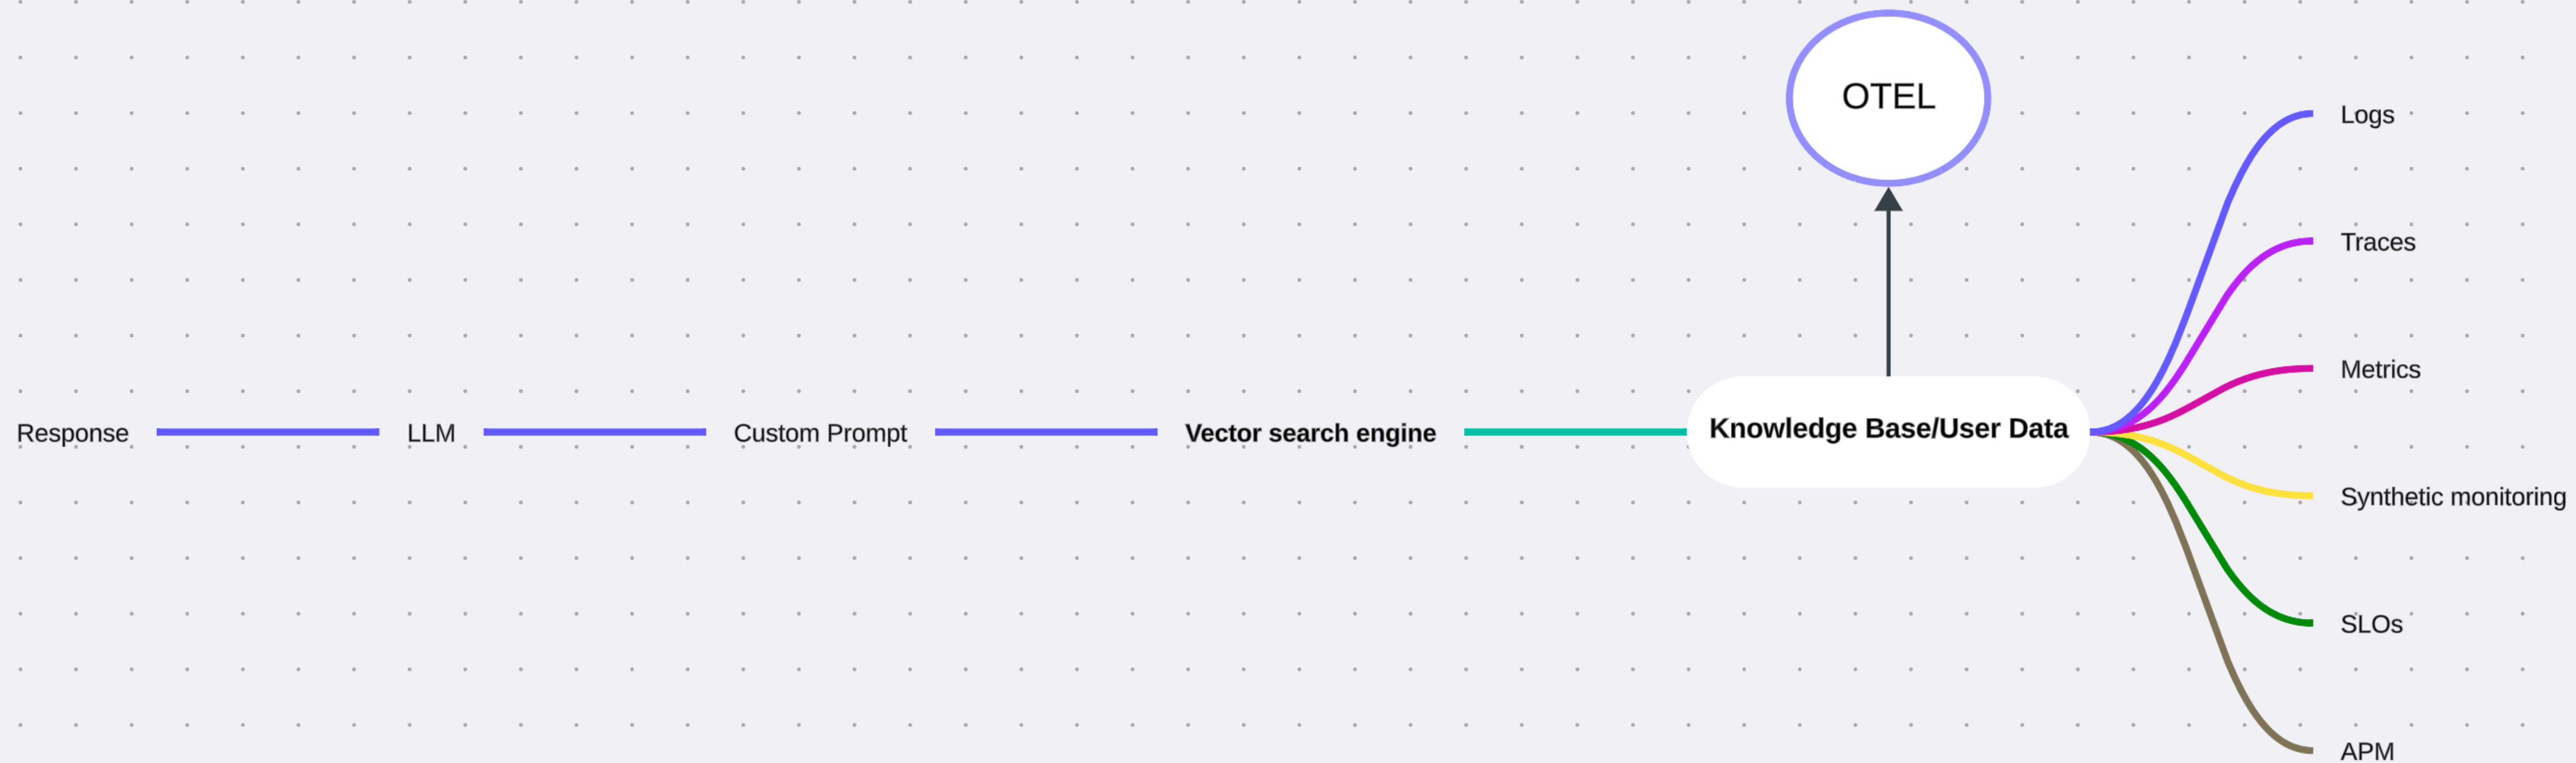 OTEL
Logs
Traces
Metrics
Response
LLM
Custom Prompt
Vector search engine
Knowledge Base/User Data
Synthetic monitoring
SLOs
APM